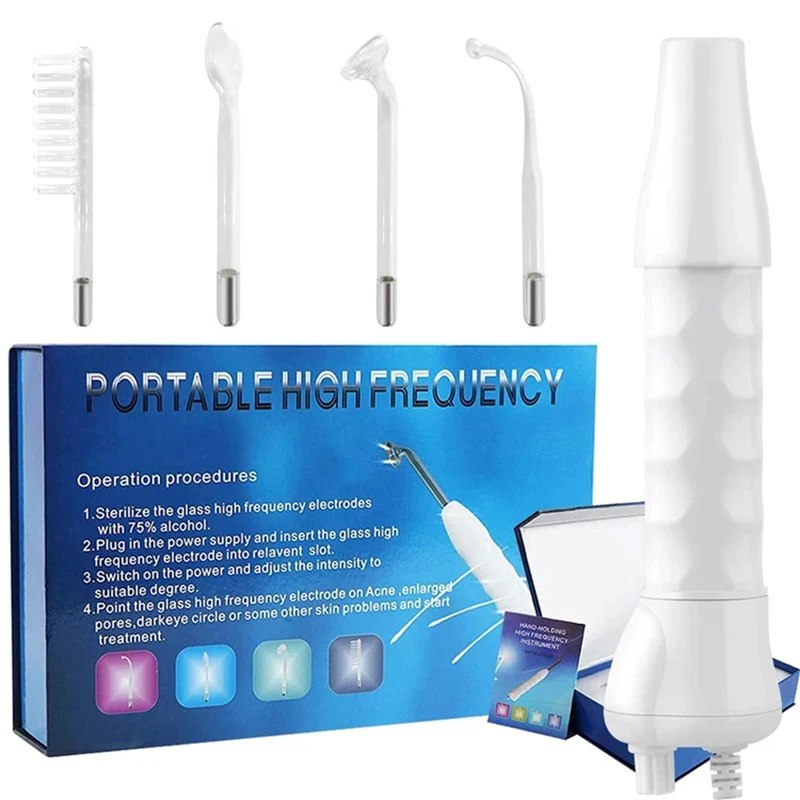 PORTABLE HIGH FREQUENCY
Operation procedures
1.Sterilize the glass high frequency electrodes
with 75% alcohol.
2.Plug in the power supply and insert the glass high
frequency electrode into relavent slot.
3.Switch on the power and adjust the intensity to
suitable degree.
4.Point the glass high frequency electrode on Acne ,enlarged
pores,darkeye circle or some other skin problems and start
treatment.
HAND-HOLDING
HIGH FREQUENCY
INSTRUMENT